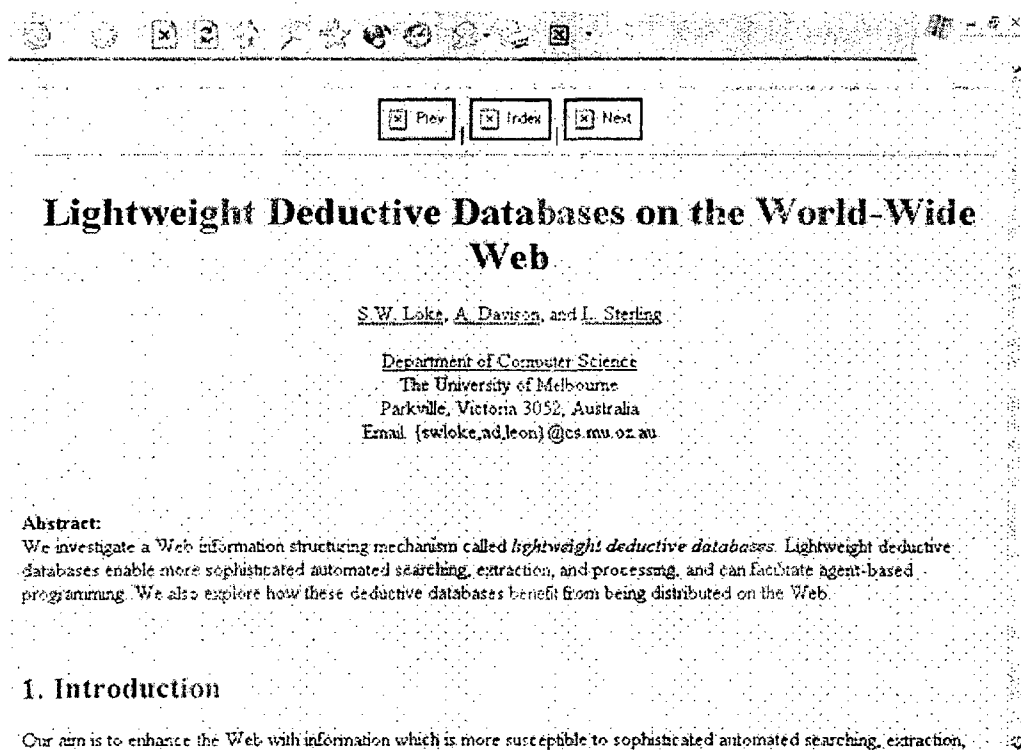 Prev | Index | Next
Lightweight Deductive Databases on the World-Wide
Web
S.W. Loke, A. Davison, and L. Sterling
Department of Computer Science
The University of Melbourne
Parkville, Victoria 3052, Australia
Email: {swloke,ad,leon}@cs.mu.oz.au
Abstract:
We investigate a Web information structuring mechanism called lightweight deductive databases. Lightweight deductive
databases enable more sophisticated automated searching, extraction, and processing, and can facilitate agent-based
programming. We also explore how these deductive databases benefit from being distributed on the Web.
1. Introduction
Our aim is to enhance the Web with information which is more susceptible to sophisticated automated searching, extraction,